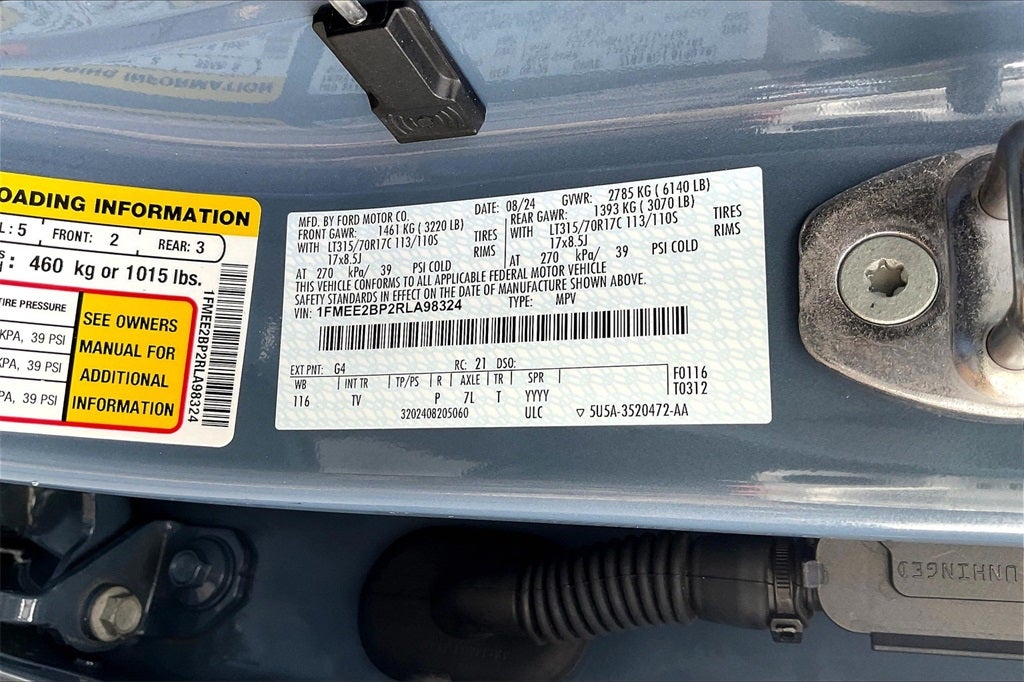 OADING INFORMATION
L: 5 FRONT: 2 REAR: 3
: 460 kg or 1015 lbs.
IRE PRESSURE
KPA, 39 PSI
KPA, 39 PSI
KPA, 39 PSI
SEE OWNERS
MANUAL FOR
ADDITIONAL
INFORMATION
1FMEE2BP2RLA98324
MFD. BY FORD MOTOR CO. DATE: 08/24 GVWR: 2785 KG ( 6140 LB)
FRONT GAWR: 1461 KG ( 3220 LB) REAR GAWR: 1393 KG ( 3070 LB)
WITH LT315/70R17C 113/110S TIRES WITH LT315/70R17C 113/110S TIRES
17x8.5J RIMS 17x8.5J RIMS
AT 270 kPa/ 39 PSI COLD AT 270 kPa/ 39 PSI COLD
THIS VEHICLE CONFORMS TO ALL APPLICABLE FEDERAL MOTOR VEHICLE
SAFETY STANDARDS IN EFFECT ON THE DATE OF MANUFACTURE SHOWN ABOVE.
VIN: 1FMEE2BP2RLA98324 TYPE: MPV
EXT PNT: G4 RC: 21 DSO:
WB INT TR TP/PS R AXLE TR SPR F0116
116 TV P 7L T YYYY T0312
3202408205060 ULC ▽ 5U5A-3520472-AA
UNHINGED